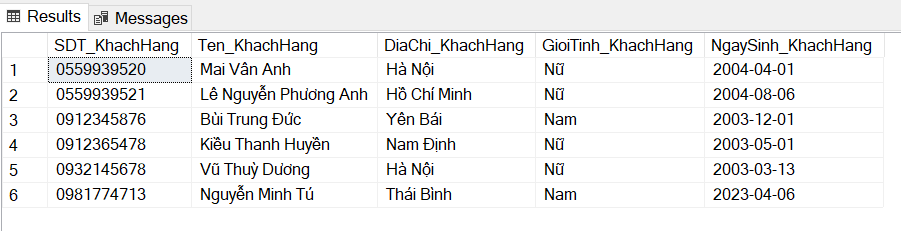 Results Messages
SDT_KhachHang Ten_KhachHang DiaChi_KhachHang GioiTinh_KhachHang NgaySinh_KhachHang
1 0559939520 Mai Vân Anh Hà Nội Nữ 2004-04-01
2 0559939521 Lê Nguyễn Phương Anh Hồ Chí Minh Nữ 2004-08-06
3 0912345876 Bùi Trung Đức Yên Bái Nam 2003-12-01
4 0912365478 Kiều Thanh Huyền Nam Định Nữ 2003-05-01
5 0932145678 Vũ Thuỳ Dương Hà Nội Nữ 2003-03-13
6 0981774713 Nguyễn Minh Tú Thái Bình Nam 2023-04-06